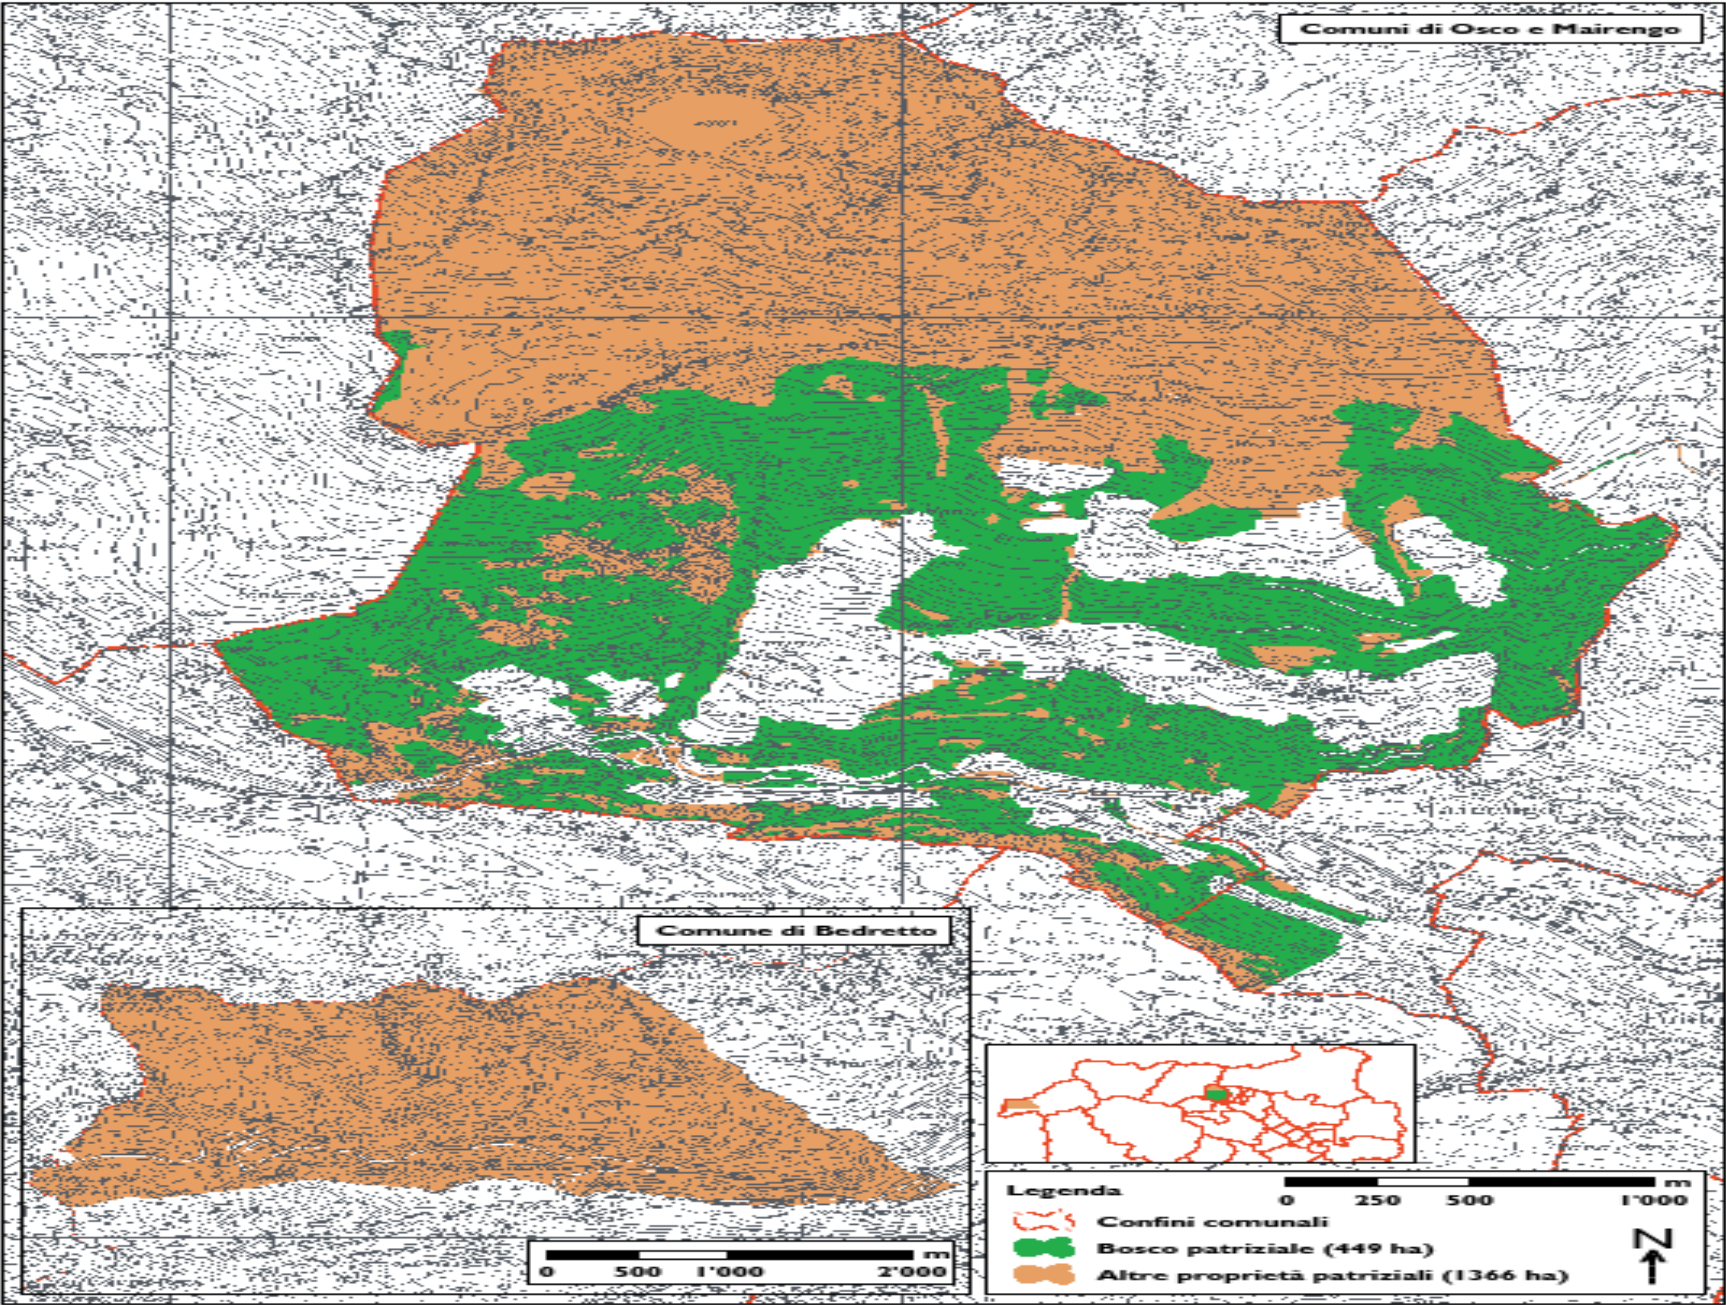 Comuni di Osco e Mairengo
Comune di Bedretto
0 500 1'000 2'000 m
Legenda
0 250 500 1'000 m
Confini comunali
Bosco patriziale (449 ha)
Altre proprietà patriziali (1366 ha)
N